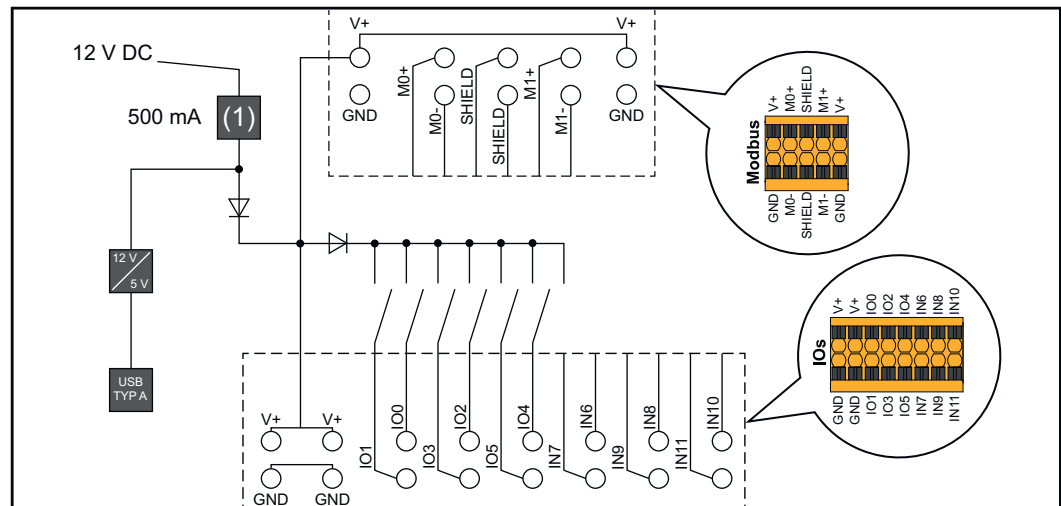 V+ V+
12 V DC
M0+ SHIELD M1+
500 mA (1)
GND M0- SHIELD M1- GND
V+ M0+ SHIELD M1+ V+
Modbus
GND M0- SHIELD M1- GND
12 V
5 V
USB
TYP A
V+ V+ IO0 IO2 IO4 IN6 IN8 IN10
IOs
GND GND IO1 IO3 IO5 IN7 IN9 IN11
V+ V+
IO0 IO2 IO4 IN6 IN8 IN10
IO1 IO3 IO5 IN7 IN9 IN11
GND GND